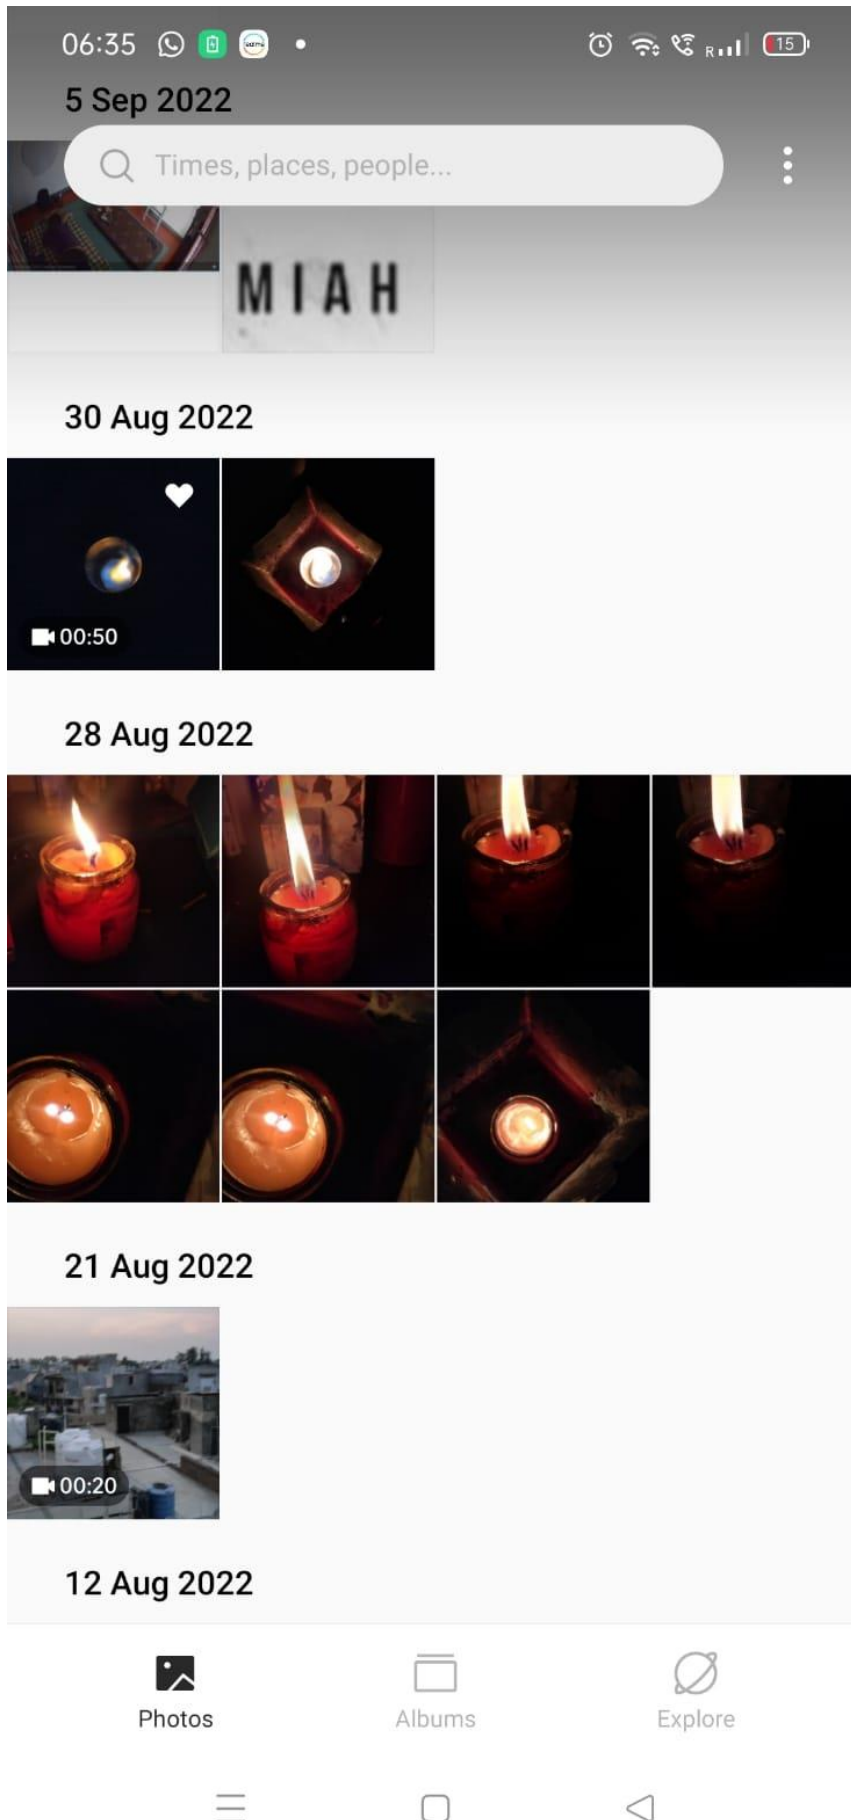 06:35 R 15
5 Sep 2022
Times, places, people...
MIAH
30 Aug 2022
00:50
28 Aug 2022
21 Aug 2022
00:20
12 Aug 2022
Photos Albums Explore